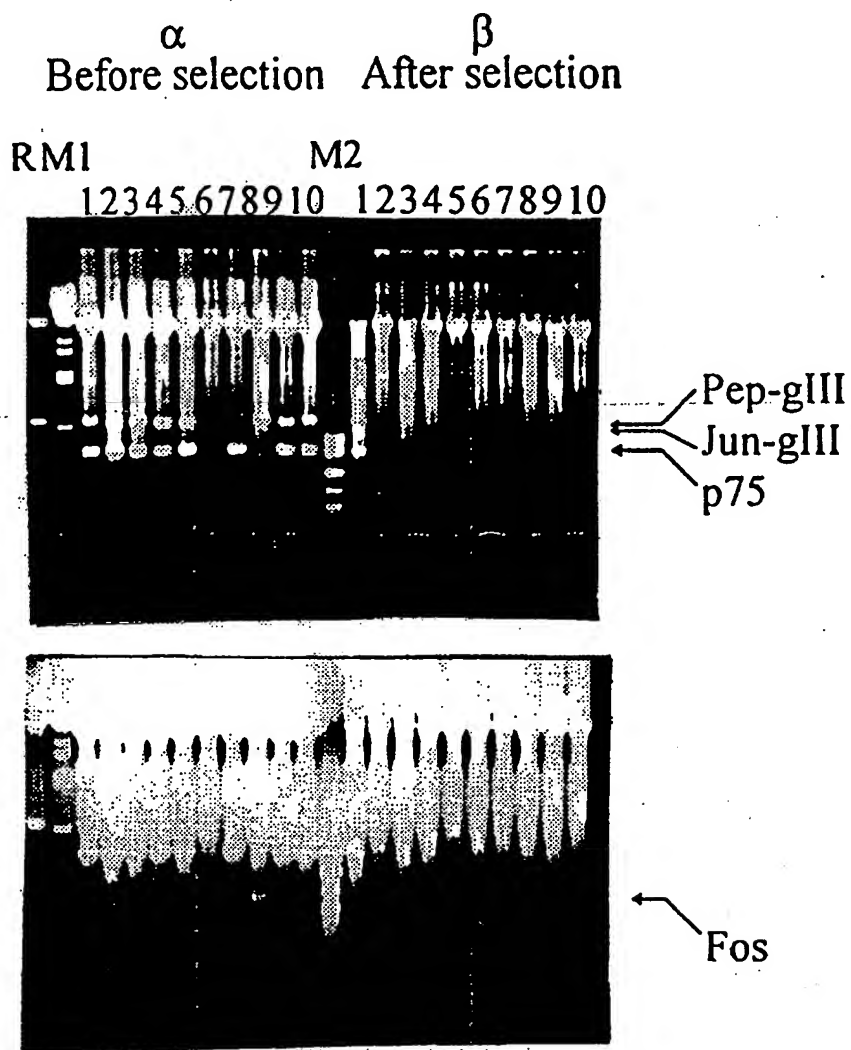 α β
Before selection After selection
RM1 M2
12345678910 12345678910
Pep-gIII
Jun-gIII
p75
Fos